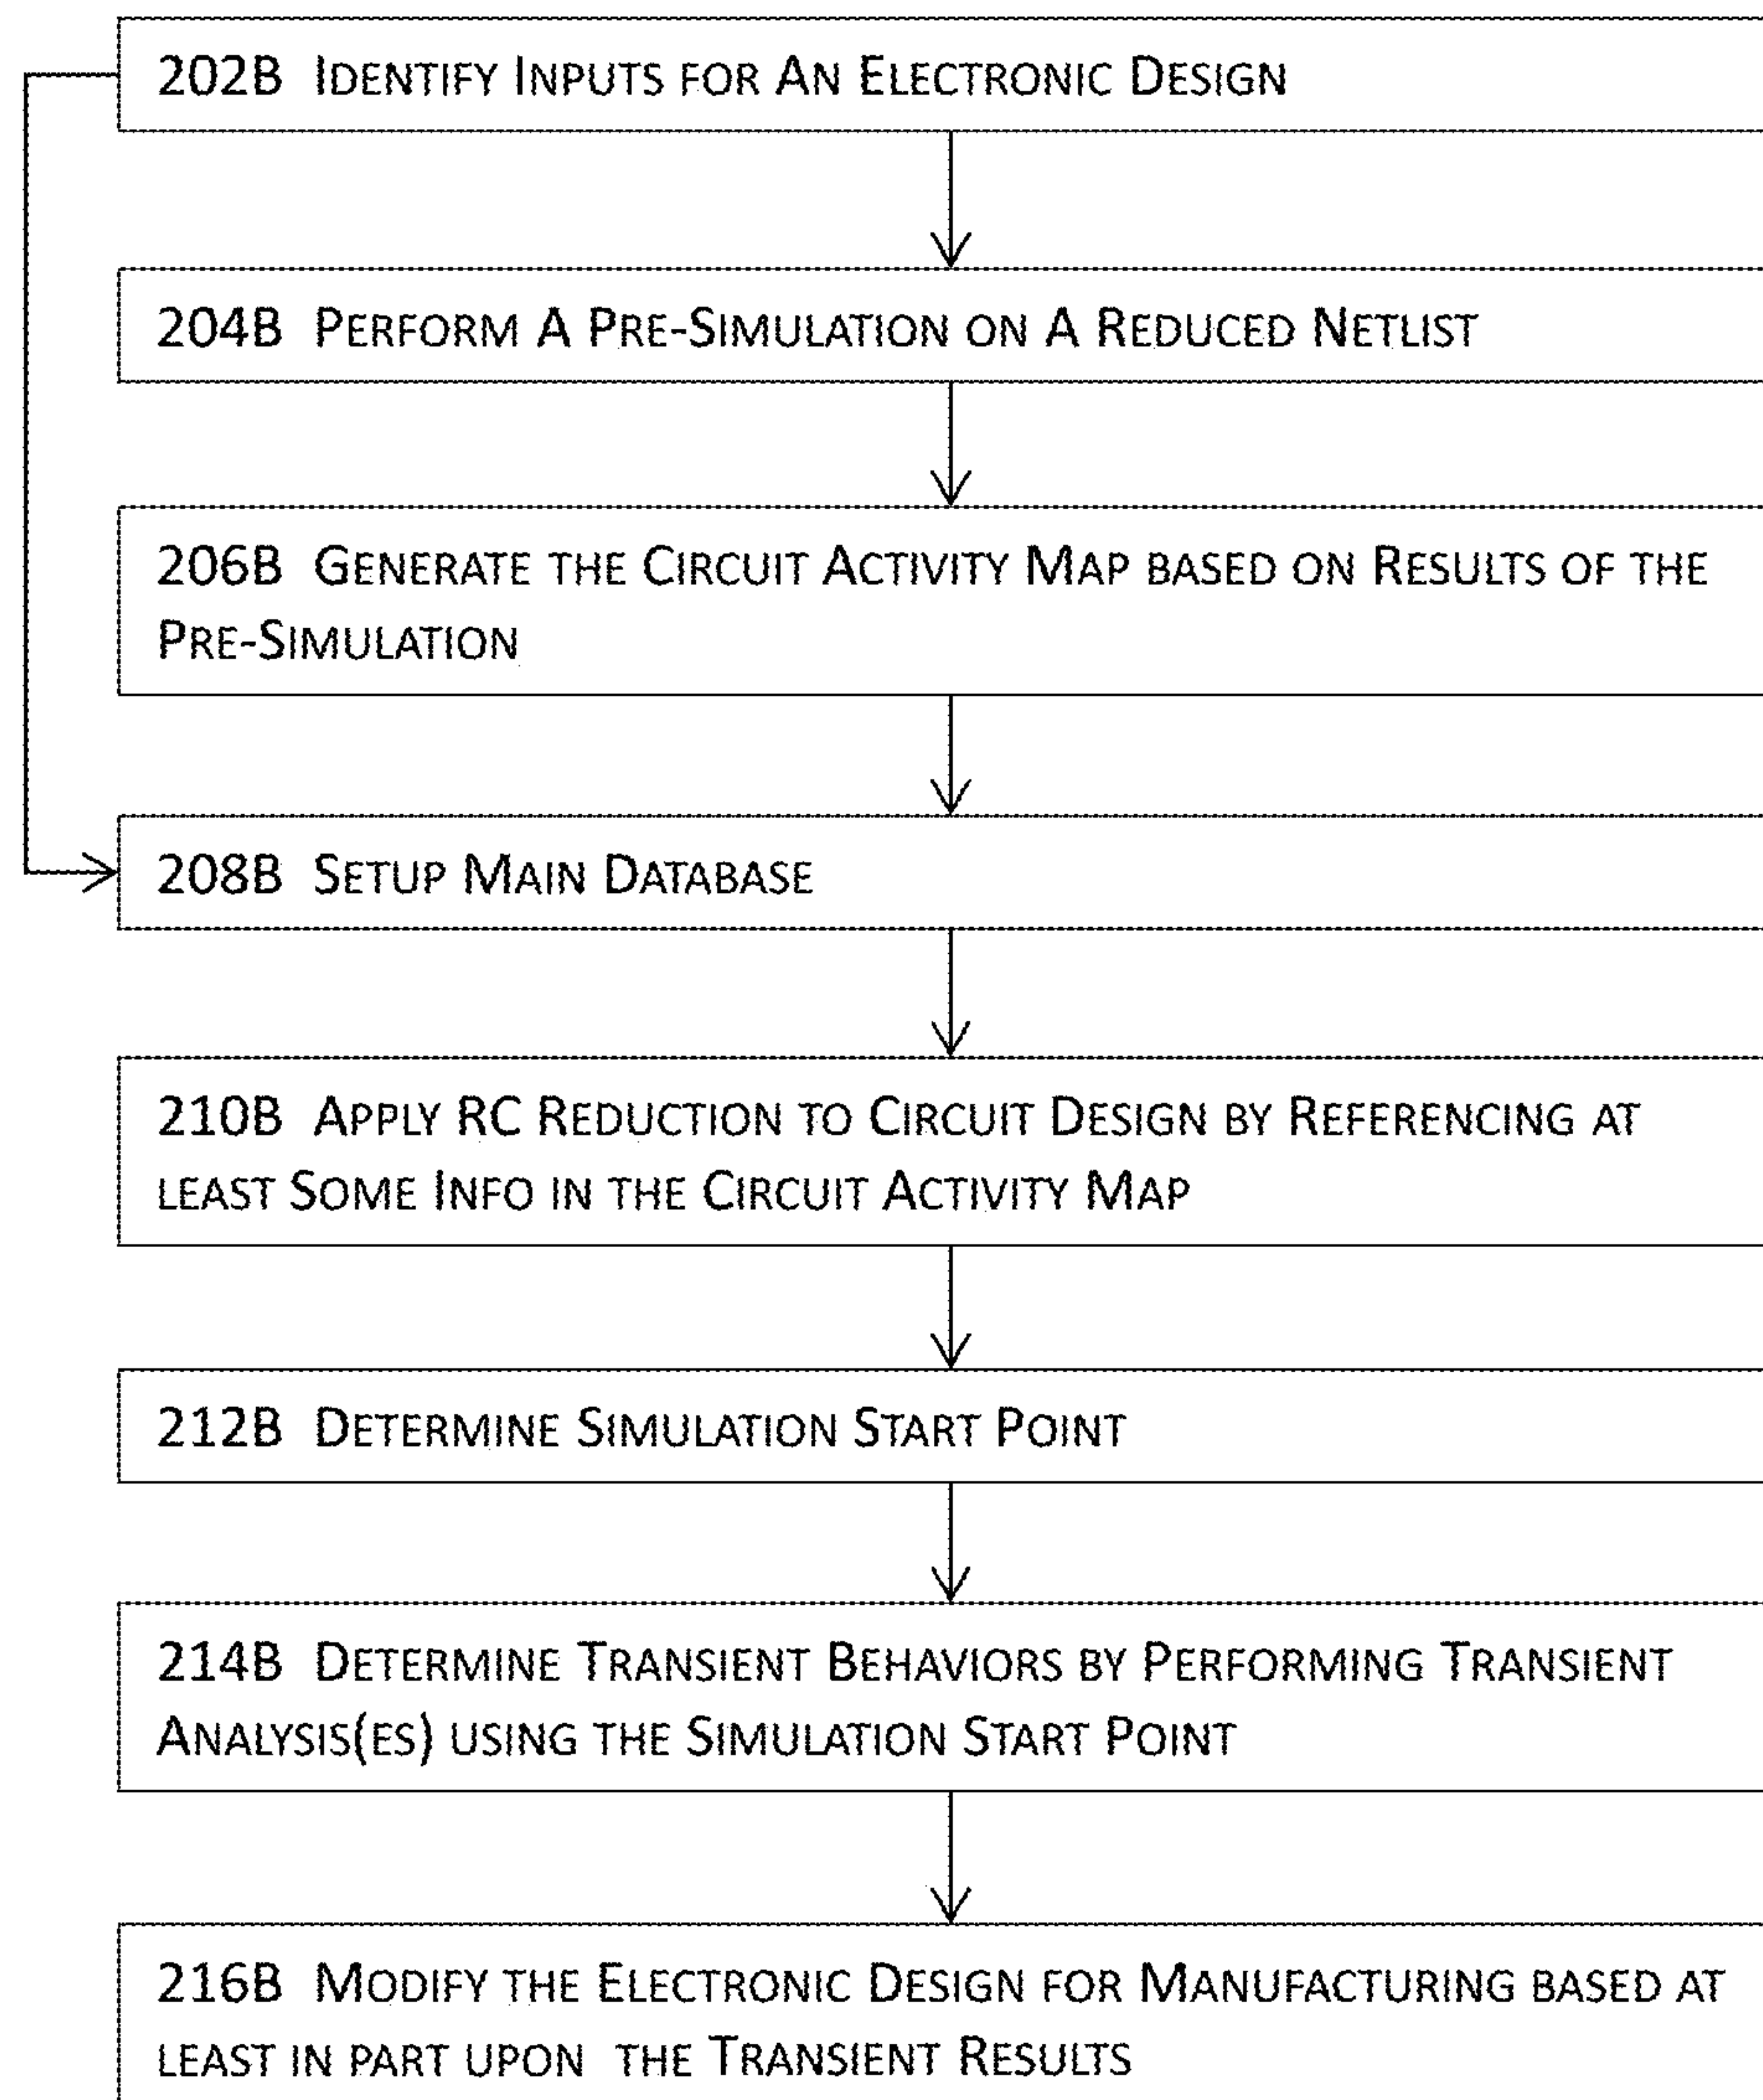 202B IDENTIFY INPUTS FOR AN ELECTRONIC DESIGN
204B PERFORM A PRE-SIMULATION ON A REDUCED NETLIST
206B GENERATE THE CIRCUIT ACTIVITY MAP BASED ON RESULTS OF THE
PRE-SIMULATION
208B SETUP MAIN DATABASE
210B APPLY RC REDUCTION TO CIRCUIT DESIGN BY REFERENCING AT
LEAST SOME INFO IN THE CIRCUIT ACTIVITY MAP
212B DETERMINE SIMULATION START POINT
214B DETERMINE TRANSIENT BEHAVIORS BY PERFORMING TRANSIENT
ANALYSIS(ES) USING THE SIMULATION START POINT
216B MODIFY THE ELECTRONIC DESIGN FOR MANUFACTURING BASED AT
LEAST IN PART UPON THE TRANSIENT RESULTS